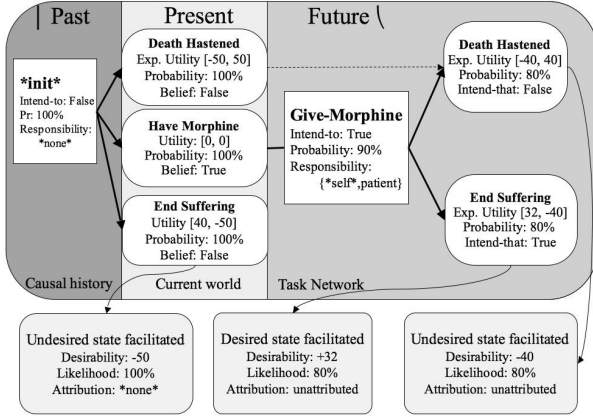 Past
Present
Future
*init*
Intend-to: False
Pr: 100%
Responsibility:
*none*
Death Hastened
Exp. Utility [-50, 50]
Probability: 100%
Belief: False
Have Morphine
Utility: [0, 0]
Probability: 100%
Belief: True
End Suffering
Utility [40, -50]
Probability: 100%
Belief: False
Give-Morphine
Intend-to: True
Probability: 90%
Responsibility:
{*self*,patient}
Death Hastened
Exp. Utility [-40, 40]
Probability: 80%
Intend-that: False
End Suffering
Exp. Utility [32, -40]
Probability: 80%
Intend-that: True
Causal history
Current world
Task Network
Undesired state facilitated
Desirability: -50
Likelihood: 100%
Attribution: *none*
Desired state facilitated
Desirability: +32
Likelihood: 80%
Attribution: unattributed
Undesired state facilitated
Desirability: -40
Likelihood: 80%
Attribution: unattributed